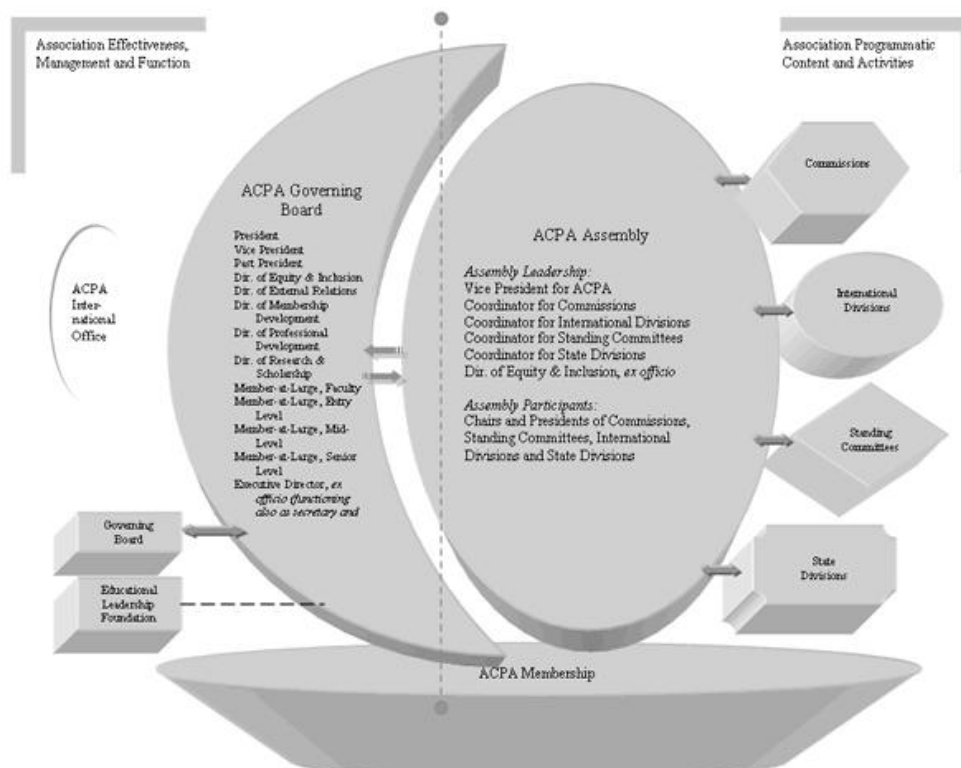 Association Effectiveness,
Management and Function
Association Programmatic
Content and Activities
ACPA
Inter-
national
Office
ACPA Governing
Board
President
Vice President
Past President
Dir. of Equity & Inclusion
Dir. of External Relations
Dir. of Membership
Development
Dir. of Professional
Development
Dir. of Research &
Scholarship
Member-at-Large, Faculty
Member-at-Large, Entry
Level
Member-at-Large, Mid-
Level
Member-at-Large, Senior
Level
Executive Director, ex
officio (functioning
also as secretary and
Governing
Board
Educational
Leadership
Foundation
ACPA Assembly
Assembly Leadership:
Vice President for ACPA
Coordinator for Commissions
Coordinator for International Divisions
Coordinator for Standing Committees
Coordinator for State Divisions
Dir. of Equity & Inclusion, ex officio
Assembly Participants:
Chairs and Presidents of Commissions,
Standing Committees, International
Divisions and State Divisions
Commissions
International
Divisions
Standing
Committees
State
Divisions
ACPA Membership